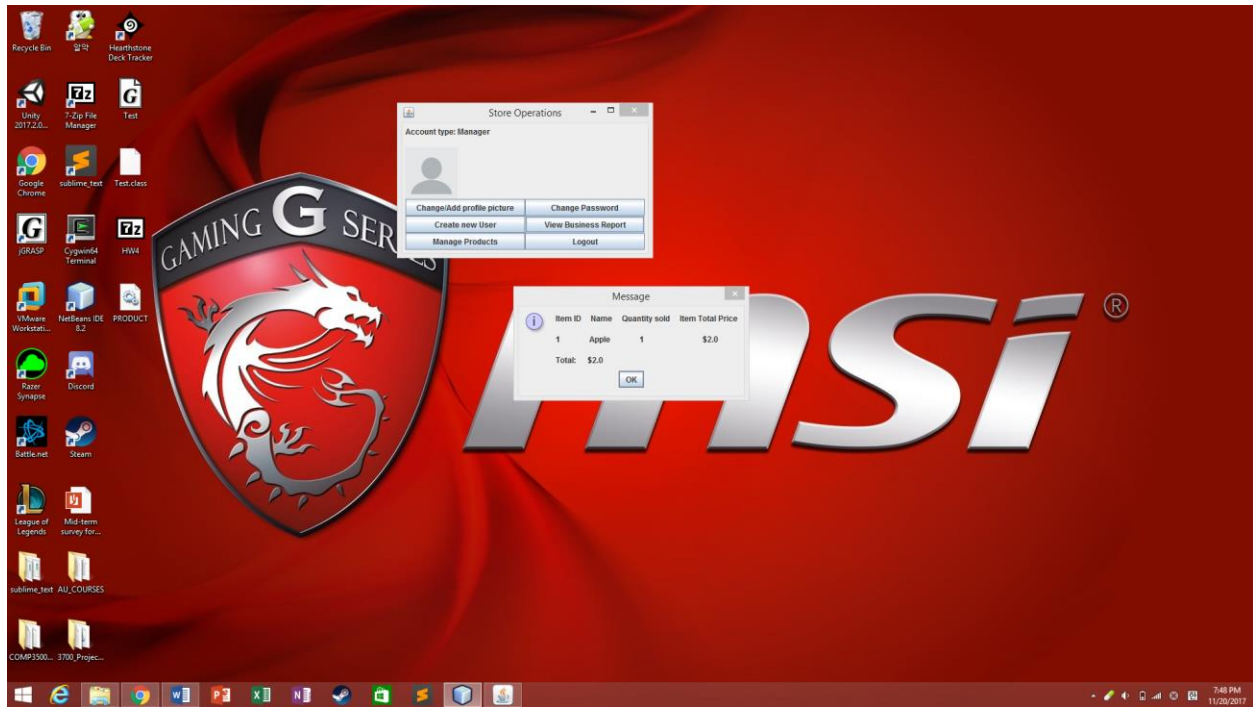 Recycle Bin
알약
Hearthstone
Deck Tracker
Unity
2017.2.0...
7-Zip File
Manager
Test
Google
Chrome
sublime_text
Test.class
jGRASP
Cygwin64
Terminal
HW4
VMware
Workstati...
NetBeans IDE
8.2
PRODUCT
Razer
Synapse
Discord
Battle.net
Steam
League of
Legends
Mid-term
survey for...
sublime_text
AU_COURSES
COMP3500...
3700_Projec...
GAMING G SERIES
msi ®
Store Operations
Account type: Manager
Change/Add profile picture
Change Password
Create new User
View Business Report
Manage Products
Logout
Message
Item ID Name Quantity sold Item Total Price
1 Apple 1 $2.0
Total: $2.0
OK
7:48 PM
11/20/2017